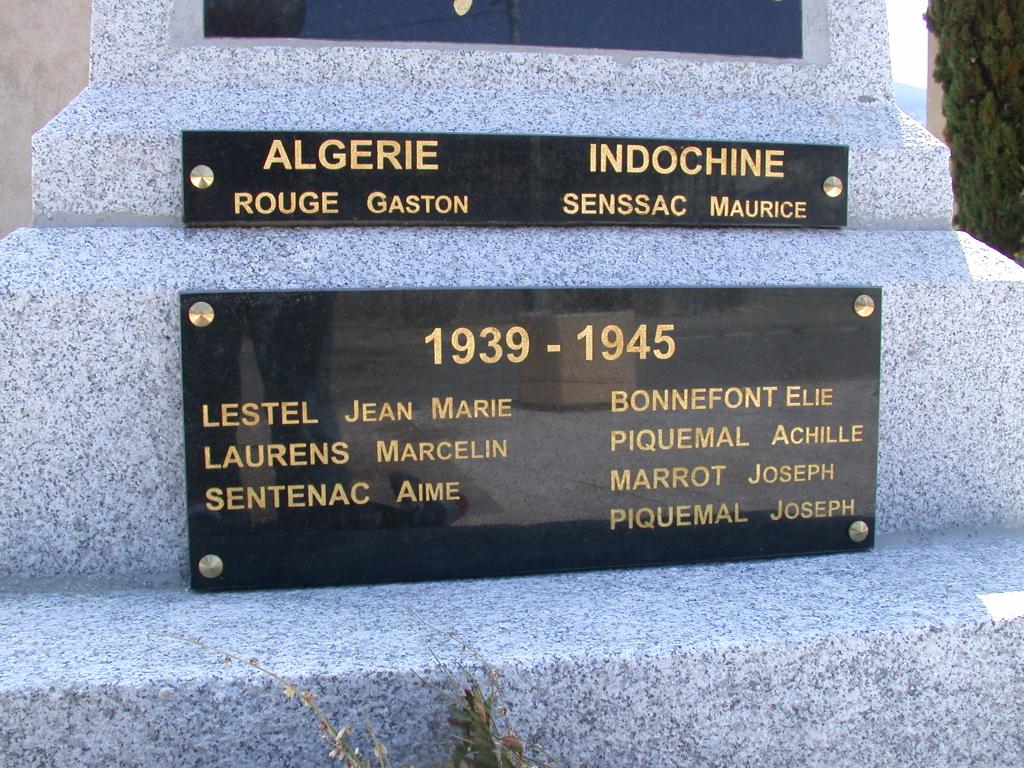 ALGERIE INDOCHINE
ROUGE GASTON SENSSAC MAURICE
1939 - 1945
LESTEL JEAN MARIE
LAURENS MARCELIN
SENTENAC AIME
BONNEFONT ELIE
PIQUEMAL ACHILLE
MARROT JOSEPH
PIQUEMAL JOSEPH